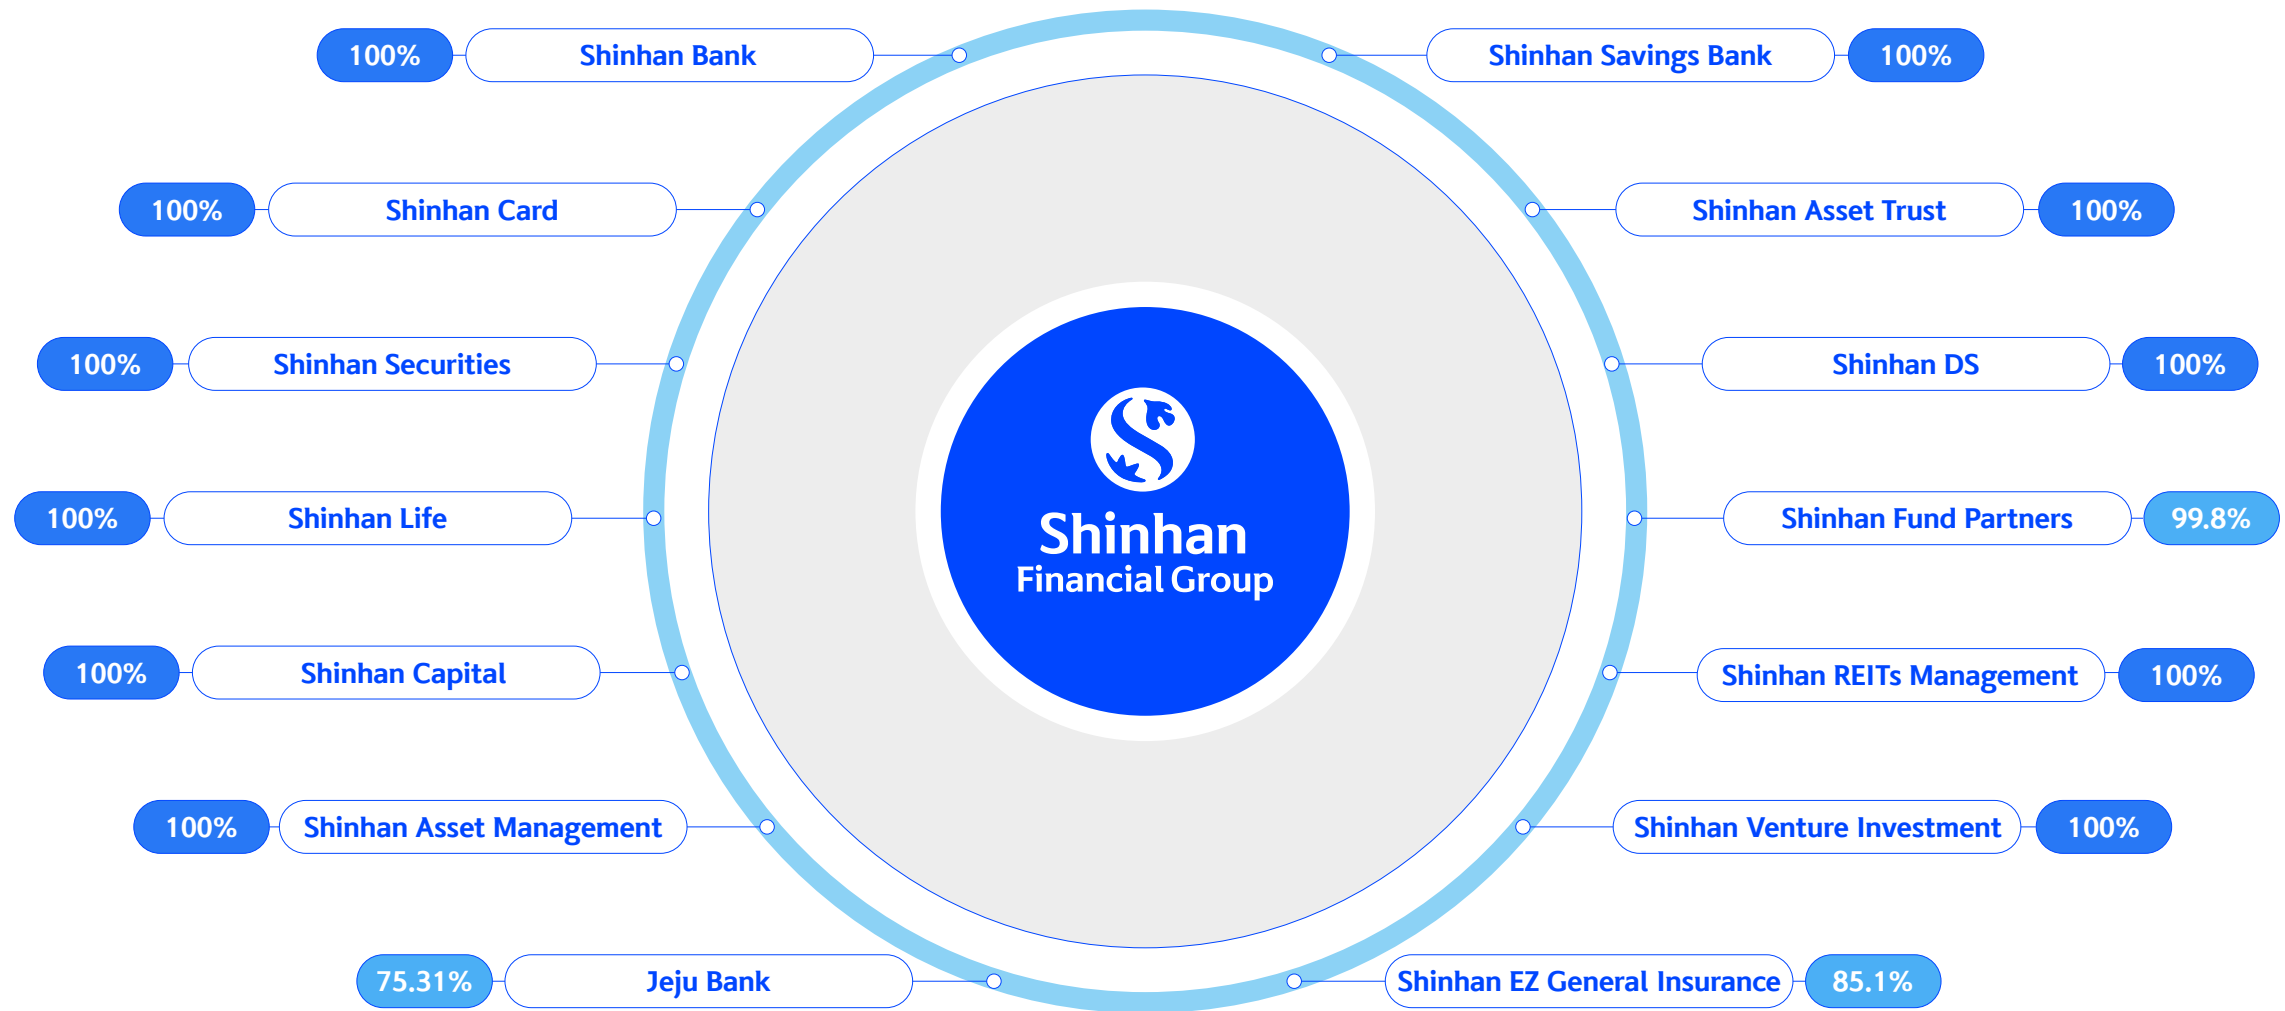 100%
Shinhan Bank
Shinhan Savings Bank
100%
100%
Shinhan Card
Shinhan Asset Trust
100%
100%
Shinhan Securities
Shinhan DS
100%
100%
Shinhan Life
Shinhan Fund Partners
99.8%
Shinhan
Financial Group
100%
Shinhan Capital
Shinhan REITs Management
100%
100%
Shinhan Asset Management
Shinhan Venture Investment
100%
75.31%
Jeju Bank
Shinhan EZ General Insurance
85.1%